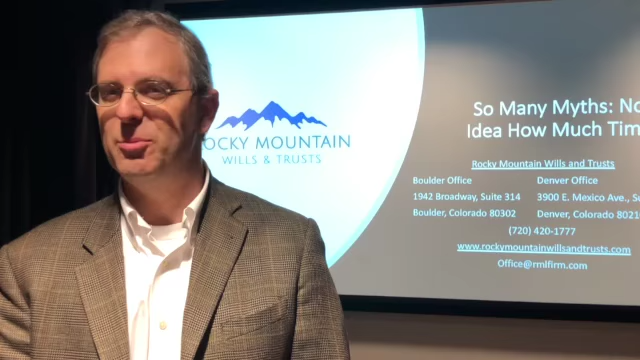 ROCKY MOUNTAIN
WILLS & TRUSTS
So Many Myths: No
Idea How Much Tim
Rocky Mountain Wills and Trusts
Boulder Office
Denver Office
1942 Broadway, Suite 314
3900 E. Mexico Ave., Su
Boulder, Colorado 80302
Denver, Colorado 8021
(720) 420-1777
www.rockymountainwillsandtrusts.com
Office@rmlfirm.com